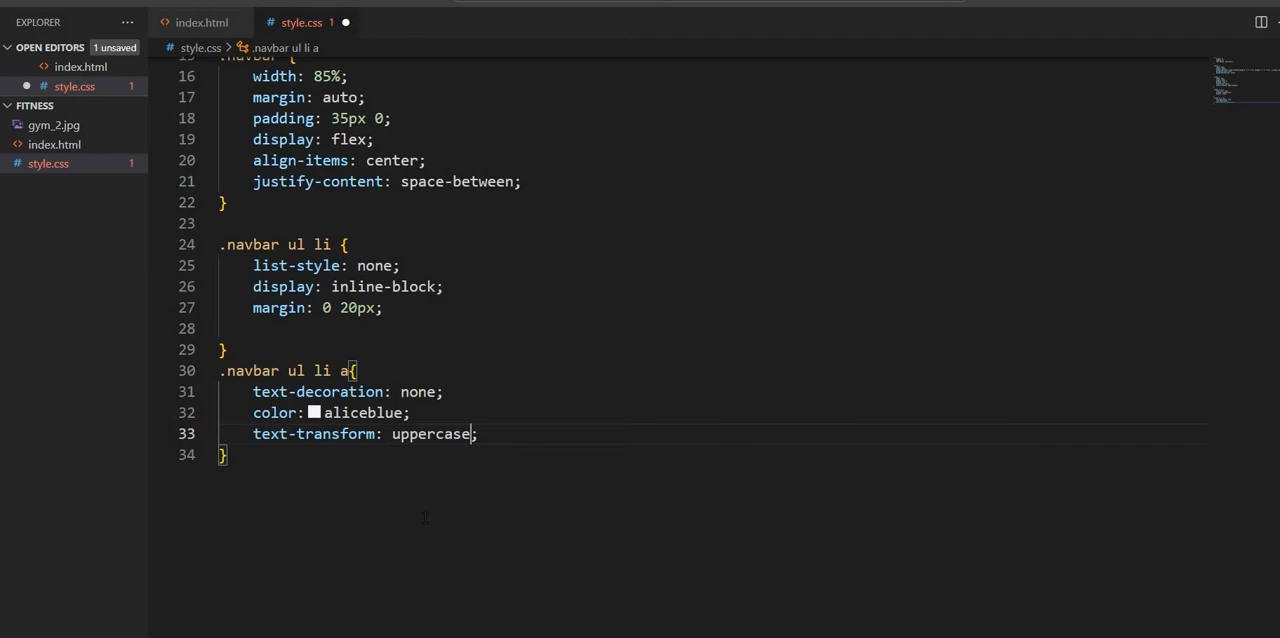 EXPLORER
index.html
style.css 1
OPEN EDITORS 1 unsaved
index.html
style.css 1
FITNESS
gym_2.jpg
index.html
style.css 1
style.css > .navbar ul li a
15 .navbar {
16 width: 85%;
17 margin: auto;
18 padding: 35px 0;
19 display: flex;
20 align-items: center;
21 justify-content: space-between;
22 }
23
24 .navbar ul li {
25 list-style: none;
26 display: inline-block;
27 margin: 0 20px;
28
29 }
30 .navbar ul li a{
31 text-decoration: none;
32 color: aliceblue;
33 text-transform: uppercase;
34 }